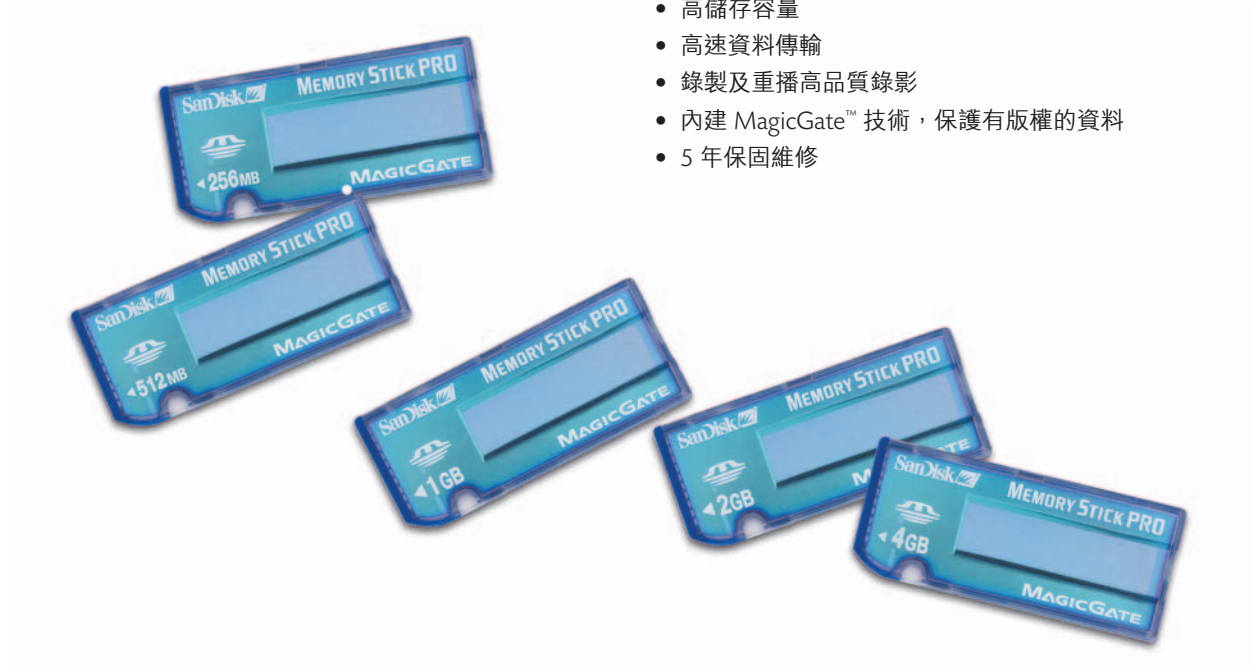 • 高儲存容量
• 高速資料傳輸
• 錄製及重播高品質錄影
• 內建 MagicGate™ 技術，保護有版權的資料
• 5 年保固維修
SanDisk
MEMORY STICK PRO
256MB
MAGICGATE
SanDisk
MEMORY STICK PRO
512MB
MAGICGATE
SanDisk
MEMORY STICK PRO
1GB
MAGICGATE
SanDisk
MEMORY STICK PRO
2GB
SanDisk
MEMORY STICK PRO
4GB
MAGICGATE